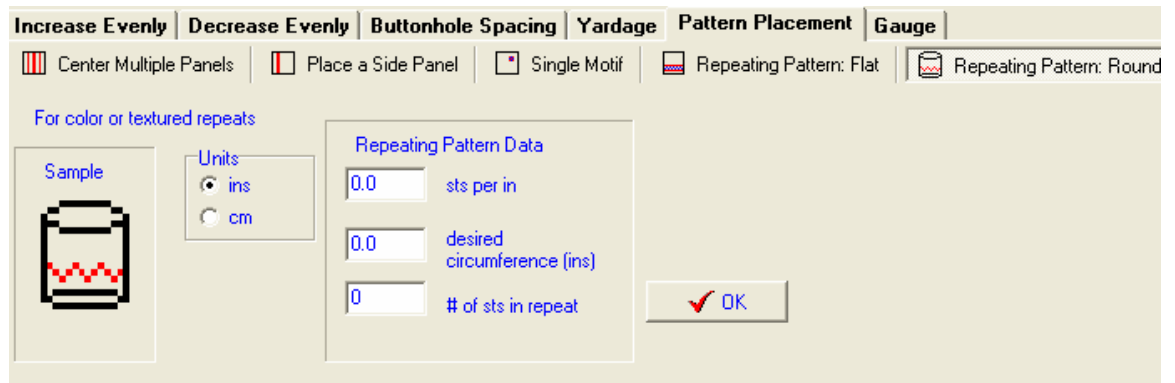 Increase Evenly Decrease Evenly Buttonhole Spacing Yardage Pattern Placement Gauge
Center Multiple Panels Place a Side Panel Single Motif Repeating Pattern: Flat Repeating Pattern: Round
For color or textured repeats
Sample
Units
ins
cm
Repeating Pattern Data
0.0 sts per in
0.0 desired
circumference (ins)
0 # of sts in repeat
OK